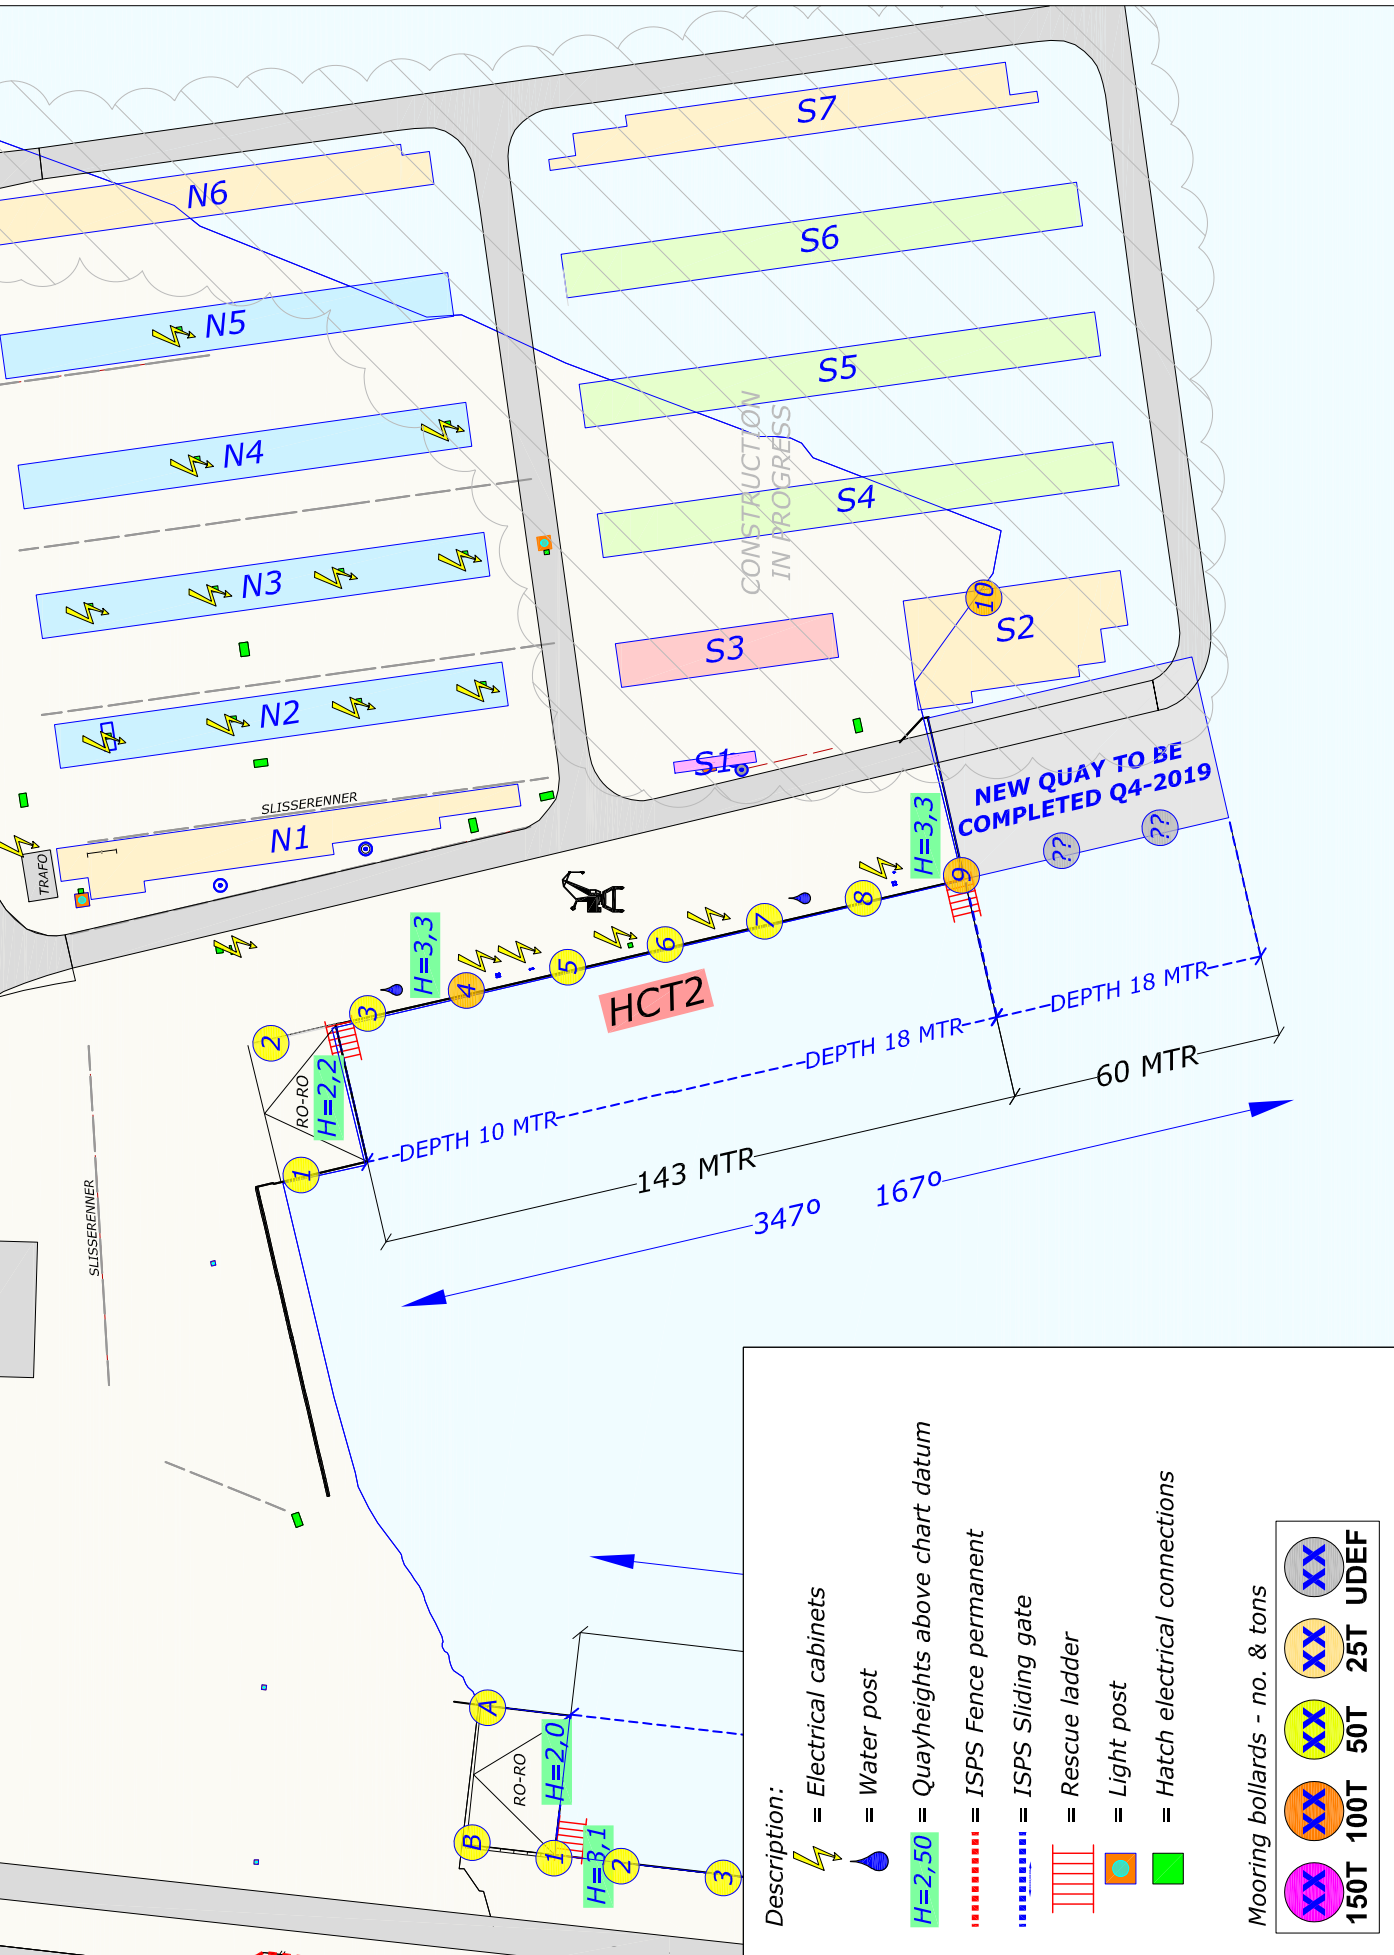 S7
N6
S6
N5
S5
N4
S4
CONSTRUCTION
IN PROGRESS
N3
10
S2
S3
N2
S1
NEW QUAY TO BE
COMPLETED Q4-2019
??
??
SLISSERENNER
N1
TRAFO
H=3,3
9
8
7
6
5
4
3
2
1
H=3,3
HCT2
RO-RO
H=2,2
DEPTH 10 MTR
DEPTH 18 MTR
DEPTH 18 MTR
143 MTR
60 MTR
347º
167º
SLISSERENNER
A
B
RO-RO
H=2,0
1
H=3,1
2
3
Description:
= Electrical cabinets
= Water post
H=2,50 = Quayheights above chart datum
= ISPS Fence permanent
= ISPS Sliding gate
= Rescue ladder
= Light post
= Hatch electrical connections
Mooring bollards - no. & tons
XX XX XX XX XX
150T 100T 50T 25T UDEF